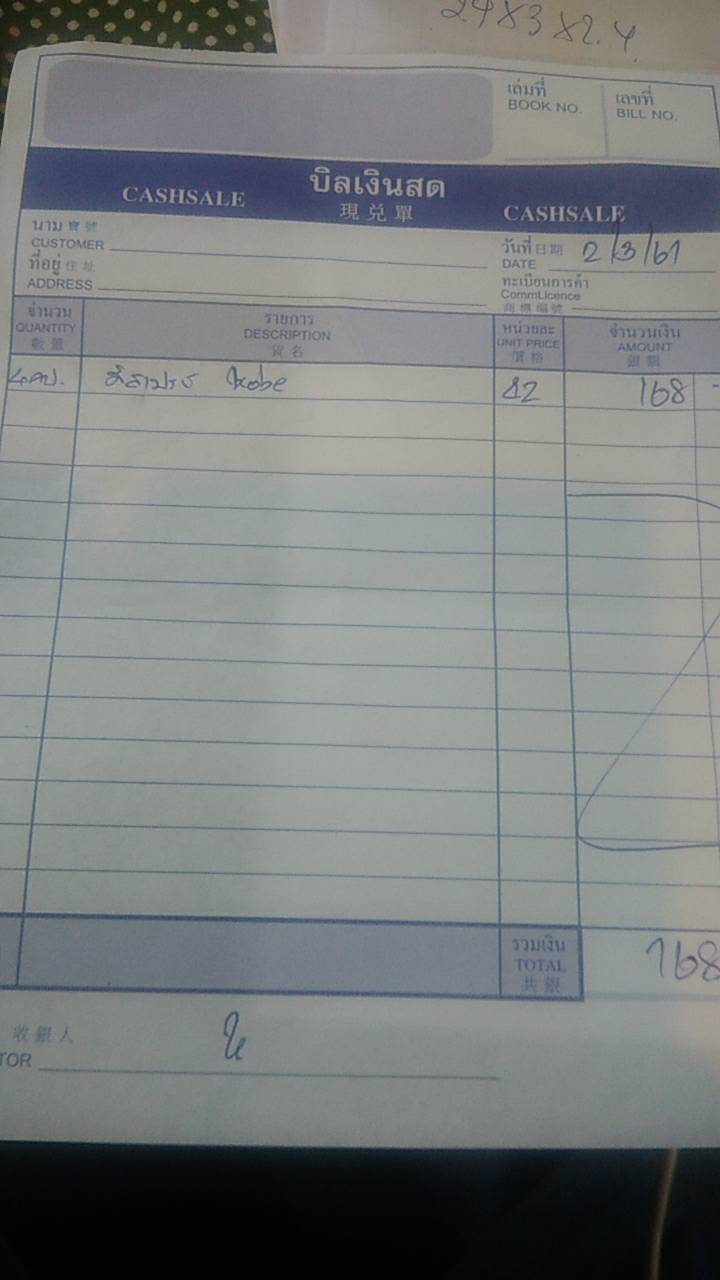 24x3x2.4
เล่มที่ เลขที่
BOOK NO. BILL NO.
บิลเงินสด
CASHSALE 現兑單 CASHSALE
นาม 寶號 วันที่ 日期 2/3/61
CUSTOMER DATE
ที่อยู่ 住址 ทะเบียนการค้า
ADDRESS CommLicence
商標編號
จำนวน รายการ หน่วยละ จำนวนเงิน
QUANTITY DESCRIPTION UNIT PRICE AMOUNT
數量 貨名 價格 銀額
Kobe 42 168 -
รวมเงิน
TOTAL 168
共銀
收銀人
TOR